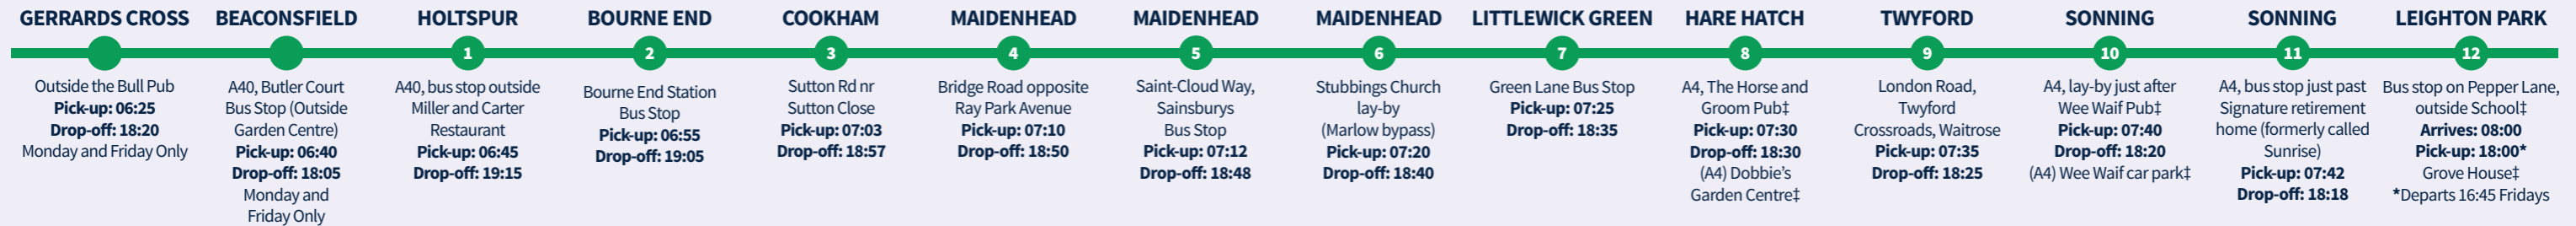 GERRARDS CROSS
Outside the Bull Pub
Pick-up: 06:25
Drop-off: 18:20
Monday and Friday Only
BEACONSFIELD
A40, Butler Court
Bus Stop (Outside
Garden Centre)
Pick-up: 06:40
Drop-off: 18:05
Monday and
Friday Only
HOLTSPUR
1
A40, bus stop outside
Miller and Carter
Restaurant
Pick-up: 06:45
Drop-off: 19:15
BOURNE END
2
Bourne End Station
Bus Stop
Pick-up: 06:55
Drop-off: 19:05
COOKHAM
3
Sutton Rd nr
Sutton Close
Pick-up: 07:03
Drop-off: 18:57
MAIDENHEAD
4
Bridge Road opposite
Ray Park Avenue
Pick-up: 07:10
Drop-off: 18:50
MAIDENHEAD
5
Saint-Cloud Way,
Sainsburys
Bus Stop
Pick-up: 07:12
Drop-off: 18:48
MAIDENHEAD
6
Stubbings Church
lay-by
(Marlow bypass)
Pick-up: 07:20
Drop-off: 18:40
LITTLEWICK GREEN
7
Green Lane Bus Stop
Pick-up: 07:25
Drop-off: 18:35
HARE HATCH
8
A4, The Horse and
Groom Pub‡
Pick-up: 07:30
Drop-off: 18:30
(A4) Dobbie's
Garden Centre‡
TWYFORD
9
London Road,
Twyford
Crossroads, Waitrose
Pick-up: 07:35
Drop-off: 18:25
SONNING
10
A4, lay-by just after
Wee Waif Pub‡
Pick-up: 07:40
Drop-off: 18:20
(A4) Wee Waif car park‡
SONNING
11
A4, bus stop just past
Signature retirement
home (formerly called
Sunrise)
Pick-up: 07:42
Drop-off: 18:18
LEIGHTON PARK
12
Bus stop on Pepper Lane,
outside School‡
Arrives: 08:00
Pick-up: 18:00*
Grove House‡
*Departs 16:45 Fridays